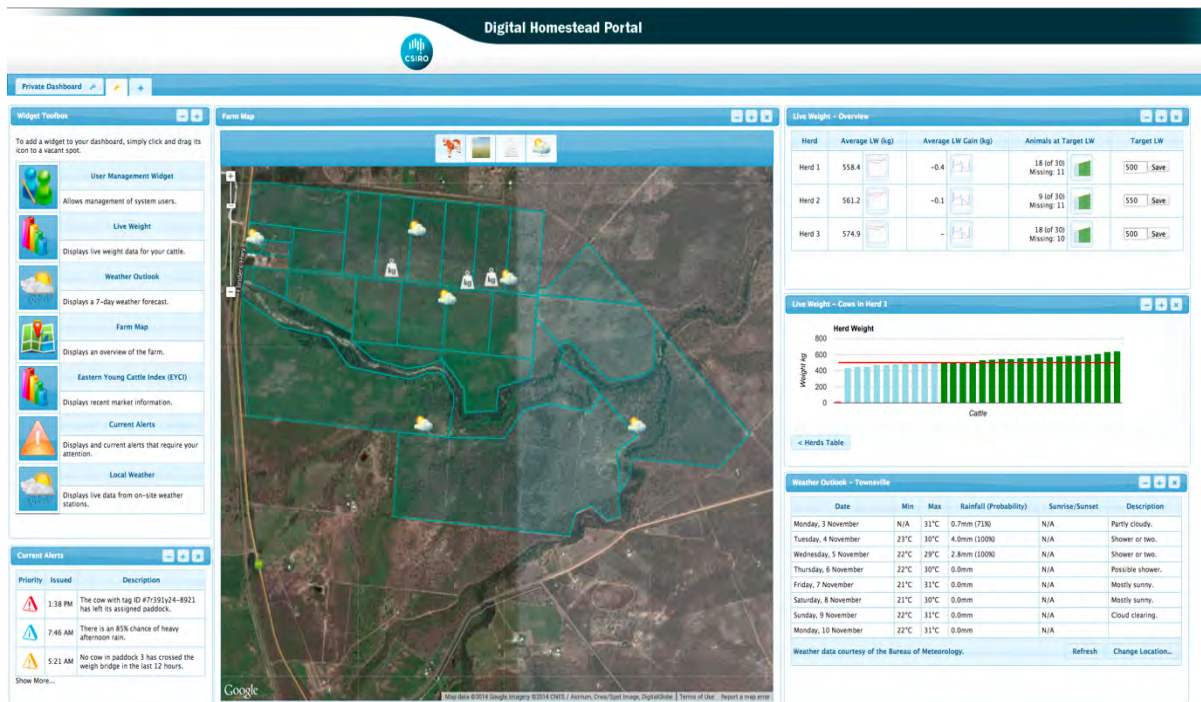 Digital Homestead Portal
CSIRO
Private Dashboard
Widget Toolbox
To add a widget to your dashboard, simply click and drag its
icon to a vacant spot.
User Management Widget
Allows management of system users.
Live Weight
Displays live weight data for your cattle.
Weather Outlook
Displays a 7-day weather forecast.
Farm Map
Displays an overview of the farm.
Eastern Young Cattle Index (EYCI)
Displays recent market information.
Current Alerts
Displays and current alerts that require your
attention.
Local Weather
Displays live data from on-site weather
stations.
Current Alerts
Priority Issued Description
1:38 PM The cow with tag ID #7r391y24-8921
has left its assigned paddock.
7:46 AM There is an 85% chance of heavy
afternoon rain.
5:21 AM No cow in paddock 3 has crossed the
weigh bridge in the last 12 hours.
Show More...
Farm Map
Flinders Hwy
kg
kg
kg
Google
Map data ©2014 Google Imagery ©2014 CNES / Astrium, Cnes/Spot Image, DigitalGlobe Terms of Use Report a map error
Live Weight - Overview
Herd Average LW (kg) Average LW Gain (kg) Animals at Target LW Target LW
Herd 1 558.4 -0.4 18 (of 30) 500 Save
Missing: 11
Herd 2 561.2 -0.1 9 (of 30) 550 Save
Missing: 11
Herd 3 574.9 - 18 (of 30) 500 Save
Missing: 10
Live Weight - Cows in Herd 1
Herd Weight
Weight kg
800
600
400
200
0
Cattle
< Herds Table
Weather Outlook - Townsville
Date Min Max Rainfall (Probability) Sunrise/Sunset Description
Monday, 3 November N/A 31°C 0.7mm (71%) N/A Partly cloudy.
Tuesday, 4 November 23°C 30°C 4.0mm (100%) N/A Shower or two.
Wednesday, 5 November 22°C 29°C 2.8mm (100%) N/A Shower or two.
Thursday, 6 November 22°C 30°C 0.0mm N/A Possible shower.
Friday, 7 November 21°C 31°C 0.0mm N/A Mostly sunny.
Saturday, 8 November 21°C 30°C 0.0mm N/A Mostly sunny.
Sunday, 9 November 22°C 31°C 0.0mm N/A Cloud clearing.
Monday, 10 November 22°C 31°C 0.0mm N/A
Weather data courtesy of the Bureau of Meteorology. Refresh Change Location...